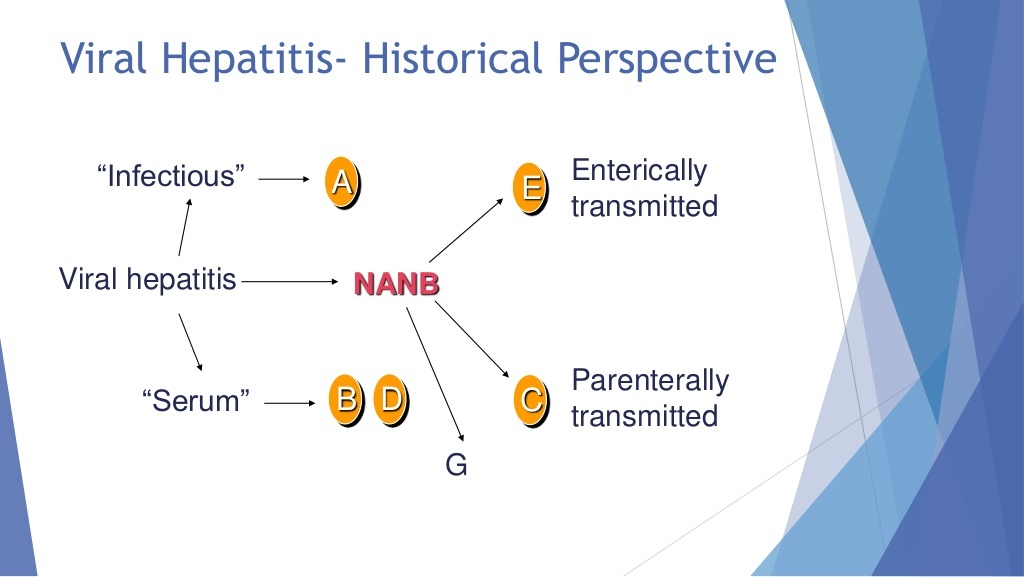 Viral Hepatitis- Historical Perspective
“Infectious”
A
E
Enterically
transmitted
Viral hepatitis
NANB
“Serum”
B
D
C
Parenterally
transmitted
G